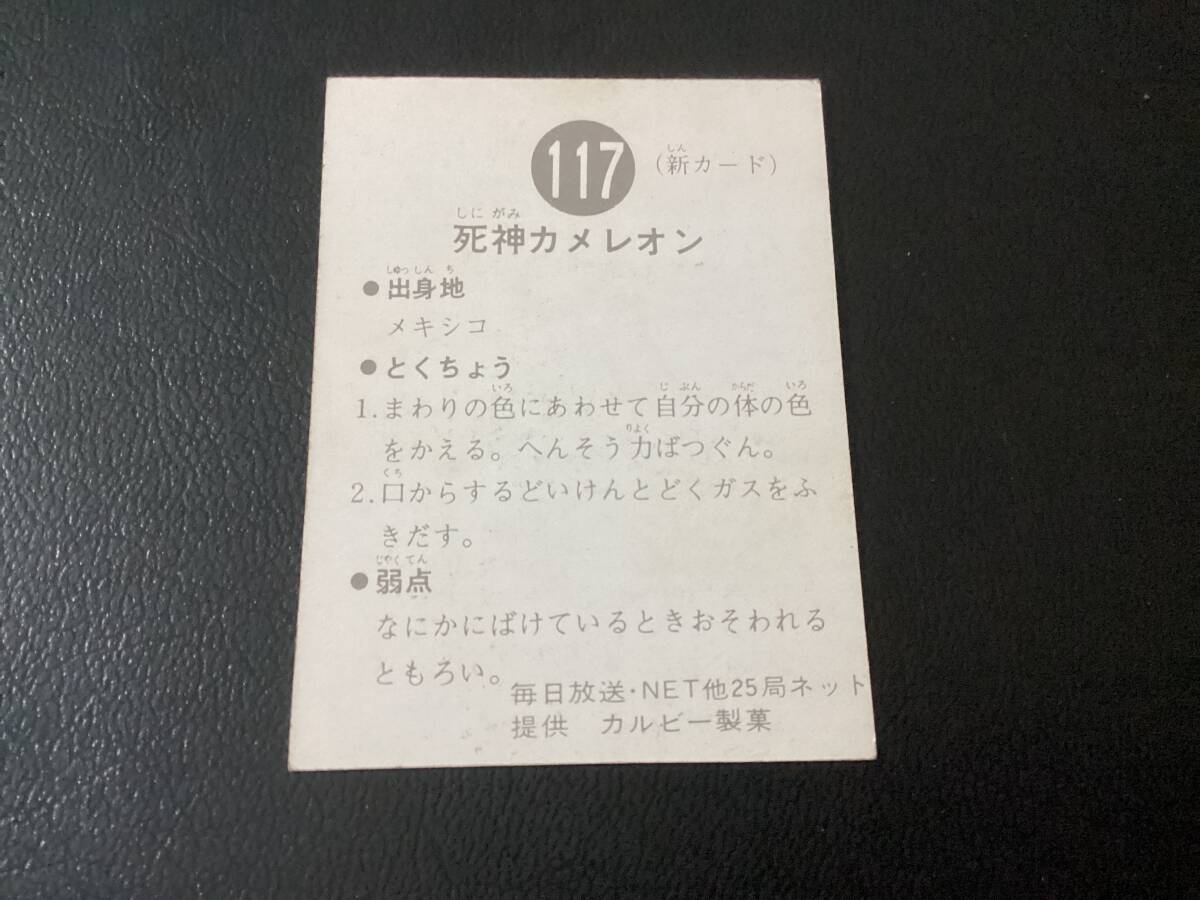 117 (新カード)
死神カメレオン
●出身地
メキシコ
●とくちょう
1.まわりの色にあわせて自分の体の色
をかえる。へんそう力ばつぐん。
2.口からするどいけんとどくガスをふ
きだす。
●弱点
なにかにばけているときおそわれる
ともろい。
毎日放送・NET他25局ネット
提供 カルビー製菓